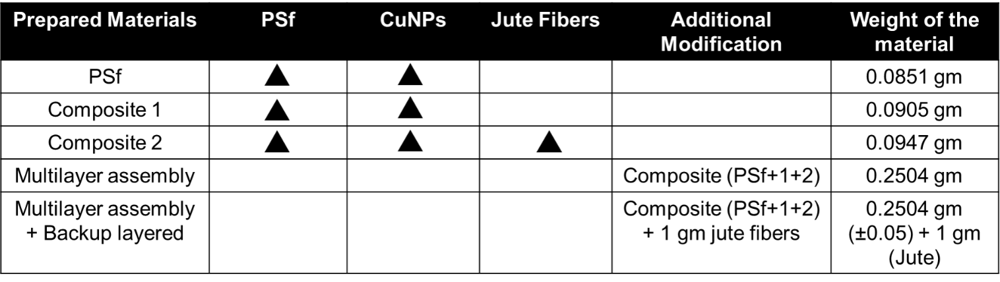 Prepared Materials PSf CuNPs Jute Fibers Additional Modification Weight of the material
PSf ▲ ▲ 0.0851 gm
Composite 1 ▲ ▲ 0.0905 gm
Composite 2 ▲ ▲ ▲ 0.0947 gm
Multilayer assembly Composite (PSf+1+2) 0.2504 gm
Multilayer assembly Composite (PSf+1+2) 0.2504 gm
+ Backup layered + 1 gm jute fibers (±0.05) + 1 gm
(Jute)